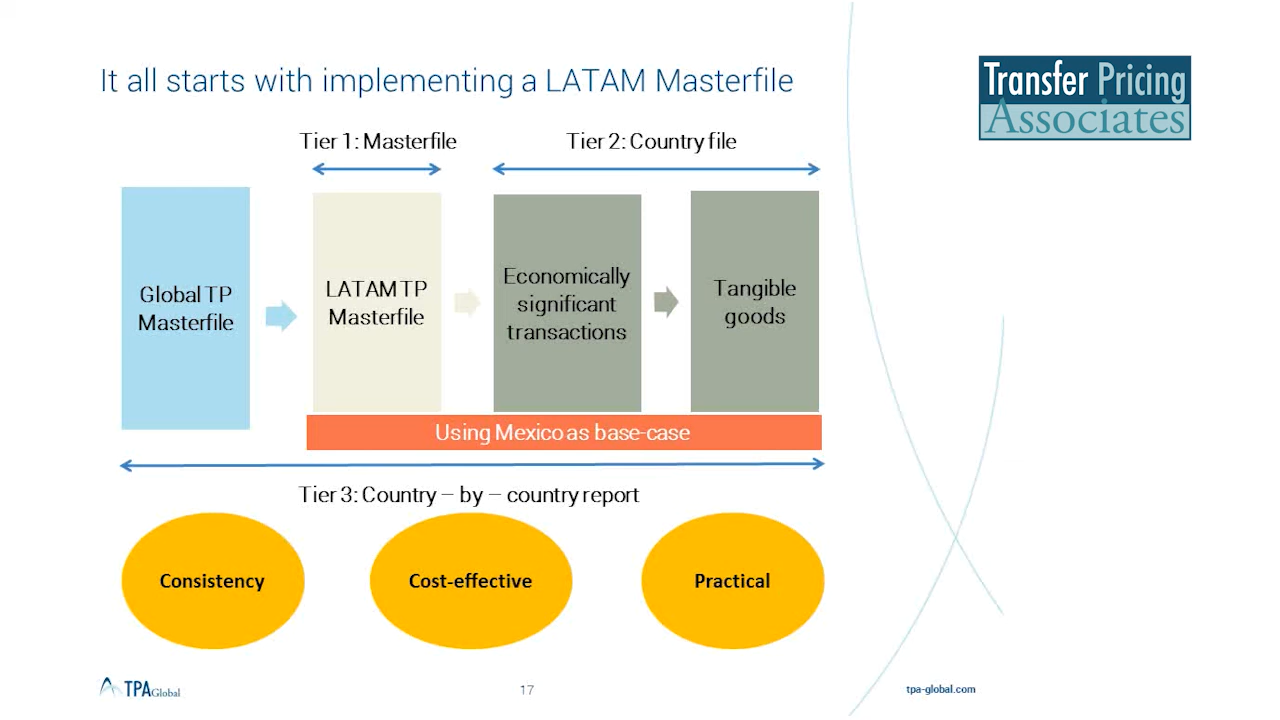 It all starts with implementing a LATAM Masterfile
Transfer Pricing
Associates
Tier 1: Masterfile
Tier 2: Country file
Global TP
Masterfile
LATAM TP
Masterfile
Economically
significant
transactions
Tangible
goods
Using Mexico as base-case
Tier 3: Country – by – country report
Consistency
Cost-effective
Practical
TPA Global
17
tpa-global.com